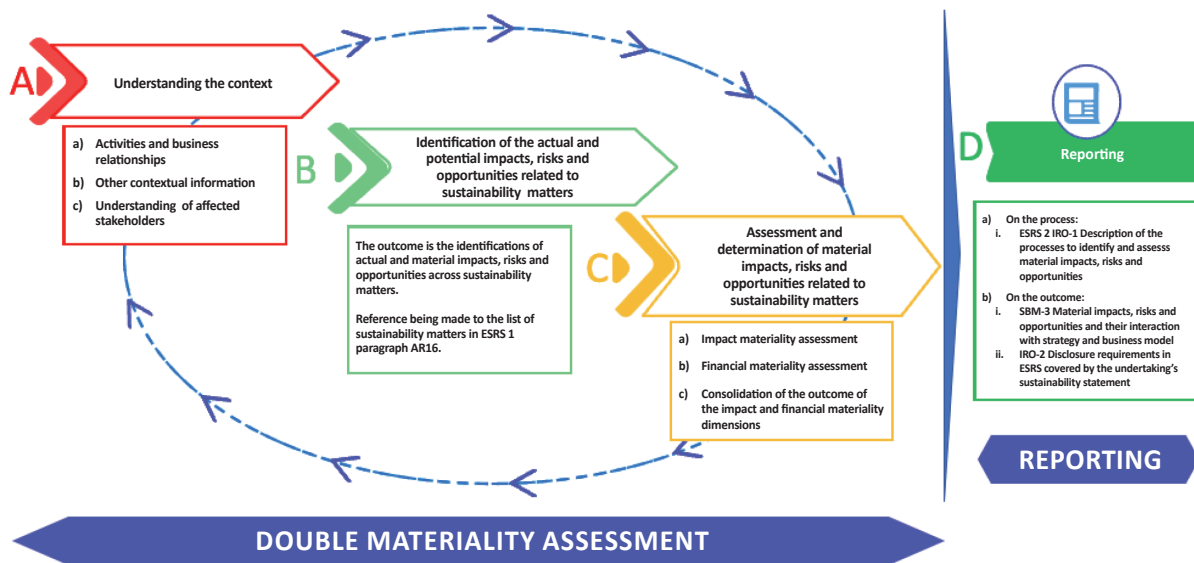 A
Understanding the context
a) Activities and business
relationships
b) Other contextual information
c) Understanding of affected
stakeholders
B
Identification of the actual and
potential impacts, risks and
opportunities related to
sustainability matters
The outcome is the identifications of
actual and material impacts, risks and
opportunities across sustainability
matters.
Reference being made to the list of
sustainability matters in ESRS 1
paragraph AR16.
C
Assessment and
determination of material
impacts, risks and
opportunities related to
sustainability matters
a) Impact materiality assessment
b) Financial materiality assessment
c) Consolidation of the outcome of
the impact and financial materiality
dimensions
D
Reporting
a) On the process:
i. ESRS 2 IRO-1 Description of the
processes to identify and assesss
material impacts, risks and
opportunities
b) On the outcome:
i. SBM-3 Material impacts, risks and
opportunities and their interaction
with strategy and business model
ii. IRO-2 Disclosure requirements in
ESRS covered by the undertaking's
sustainability statement
REPORTING
DOUBLE MATERIALITY ASSESSMENT